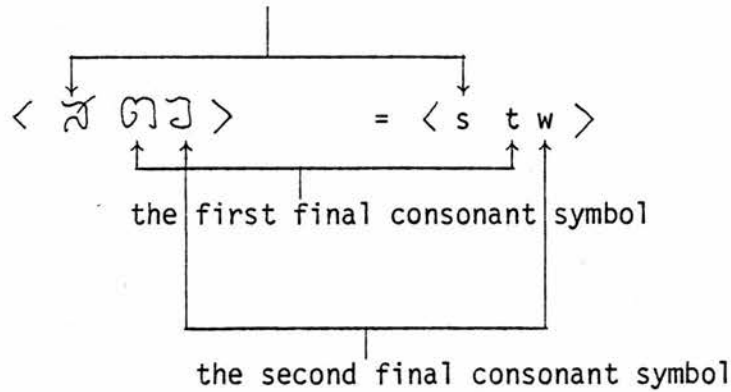 < ส ตว > = < s t w >
the first final consonant symbol
the second final consonant symbol